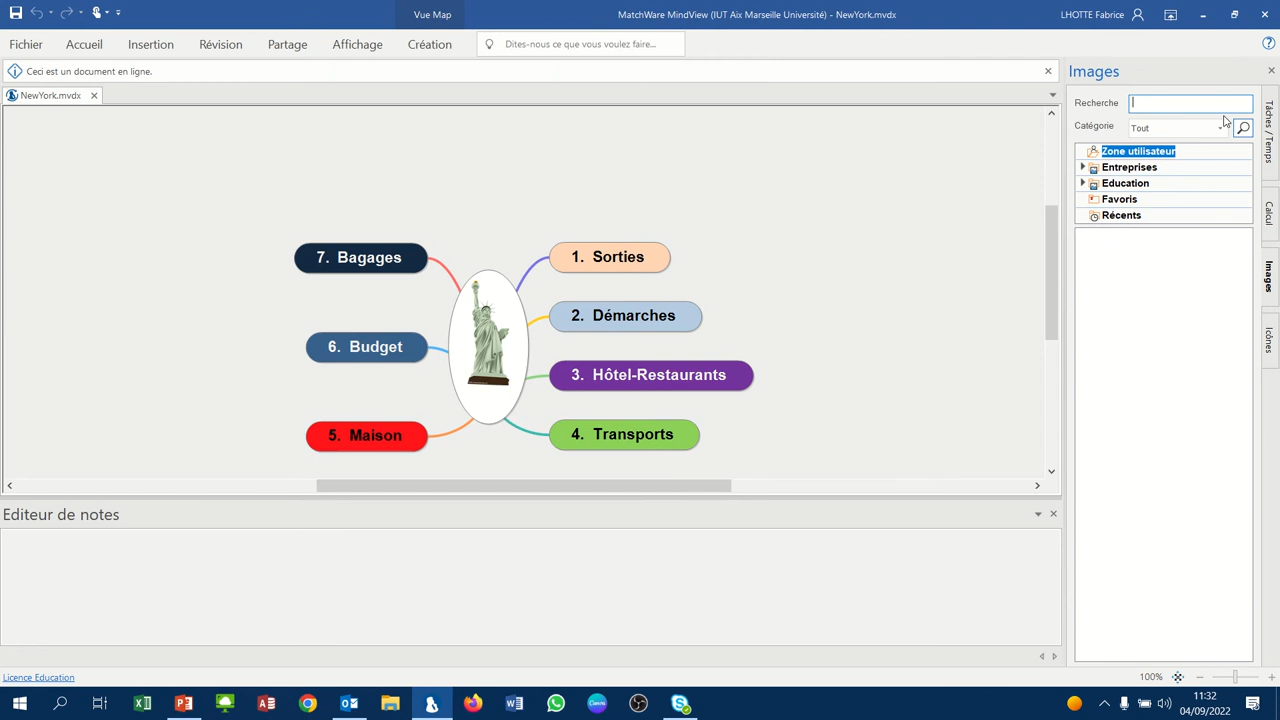 Vue Map
MatchWare MindView (IUT Aix Marseille Université) - NewYork.mvdx
LHOTTE Fabrice
Fichier
Accueil
Insertion
Révision
Partage
Affichage
Création
Dites-nous ce que vous voulez faire...
Ceci est un document en ligne.
NewYork.mvdx
Images
Recherche
Catégorie
Tout
Zone utilisateur
Entreprises
Education
Favoris
Récents
Tâches / Temps
Calcul
Images
Icônes
7. Bagages
6. Budget
5. Maison
1. Sorties
2. Démarches
3. Hôtel-Restaurants
4. Transports
Editeur de notes
Licence Education
100%
11:32
04/09/2022